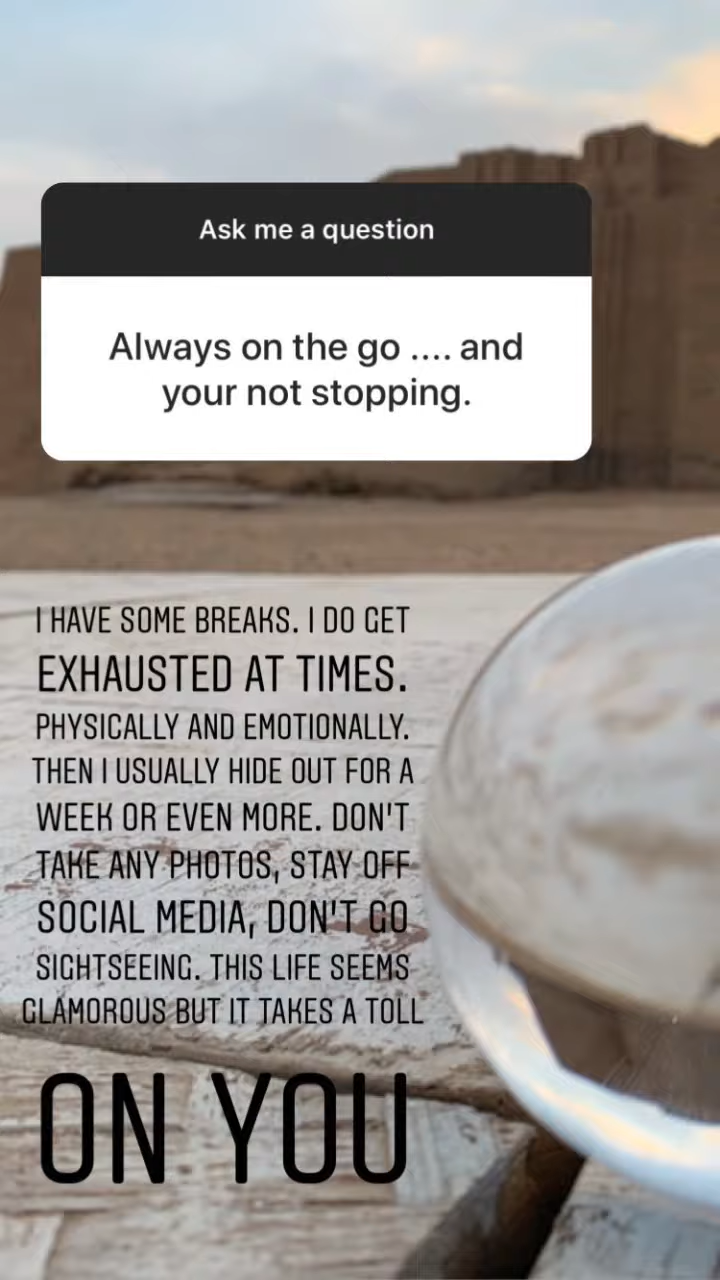 Ask me a question
Always on the go .... and
your not stopping.
I HAVE SOME BREAKS. I DO GET
EXHAUSTED AT TIMES.
PHYSICALLY AND EMOTIONALLY.
THEN I USUALLY HIDE OUT FOR A
WEEK OR EVEN MORE. DON'T
TAKE ANY PHOTOS, STAY OFF
SOCIAL MEDIA, DON'T GO
SIGHTSEEING. THIS LIFE SEEMS
GLAMOROUS BUT IT TAKES A TOLL
ON YOU